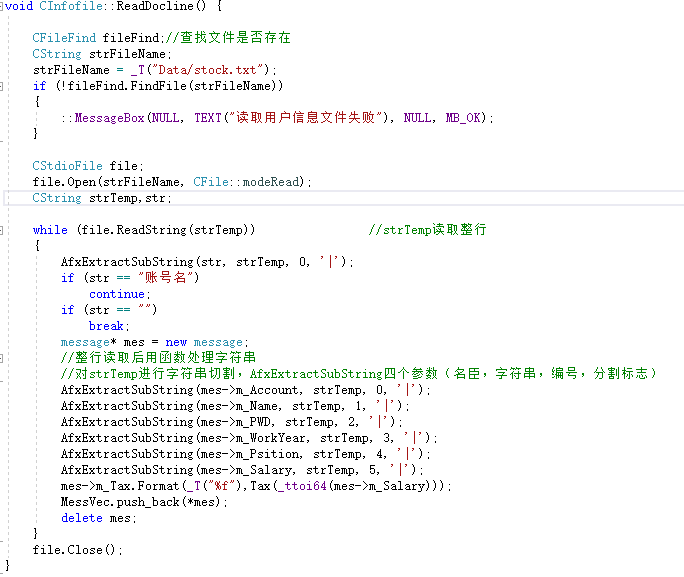 void CInfofile::ReadDocline() {
CFileFind fileFind;//查找文件是否存在
CString strFileName;
strFileName = _T("Data/stock.txt");
if (!fileFind.FindFile(strFileName))
{
::MessageBox(NULL, TEXT("读取用户信息文件失败"), NULL, MB_OK);
}
CStdioFile file;
file.Open(strFileName, CFile::modeRead);
CString strTemp,str;
while (file.ReadString(strTemp)) //strTemp读取整行
{
AfxExtractSubString(str, strTemp, 0, '|');
if (str == "账号名")
continue;
if (str == "")
break;
message* mes = new message;
//整行读取后用函数处理字符串
//对strTemp进行字符串切割，AfxExtractSubString四个参数（名臣，字符串，编号，分割标志）
AfxExtractSubString(mes->m_Account, strTemp, 0, '|');
AfxExtractSubString(mes->m_Name, strTemp, 1, '|');
AfxExtractSubString(mes->m_PWD, strTemp, 2, '|');
AfxExtractSubString(mes->m_WorkYear, strTemp, 3, '|');
AfxExtractSubString(mes->m_Psition, strTemp, 4, '|');
AfxExtractSubString(mes->m_Salary, strTemp, 5, '|');
mes->m_Tax.Format(_T("%f"),Tax(_ttoi64(mes->m_Salary)));
MessVec.push_back(*mes);
delete mes;
}
file.Close();
}